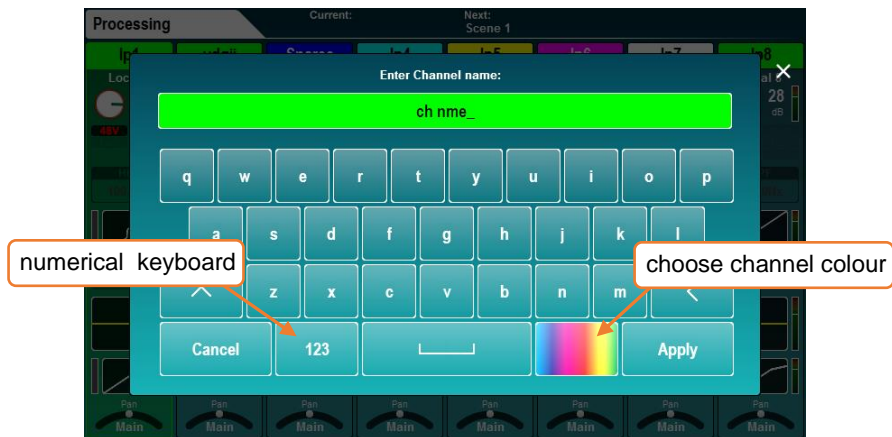 Processing
Current:
Next:
Scene 1
Enter Channel name:
28
dB
48V
ch nme_
q w e r t y u i o p
a s d f g h j k l
numerical keyboard
choose channel colour
z x c v b n m
Cancel 123 Apply
Pan Pan Pan Pan Pan Pan Pan Pan
Main Main Main Main Main Main Main Main